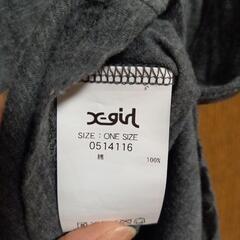 X-girl
SIZE : ONE SIZE
0514116
綿 100%